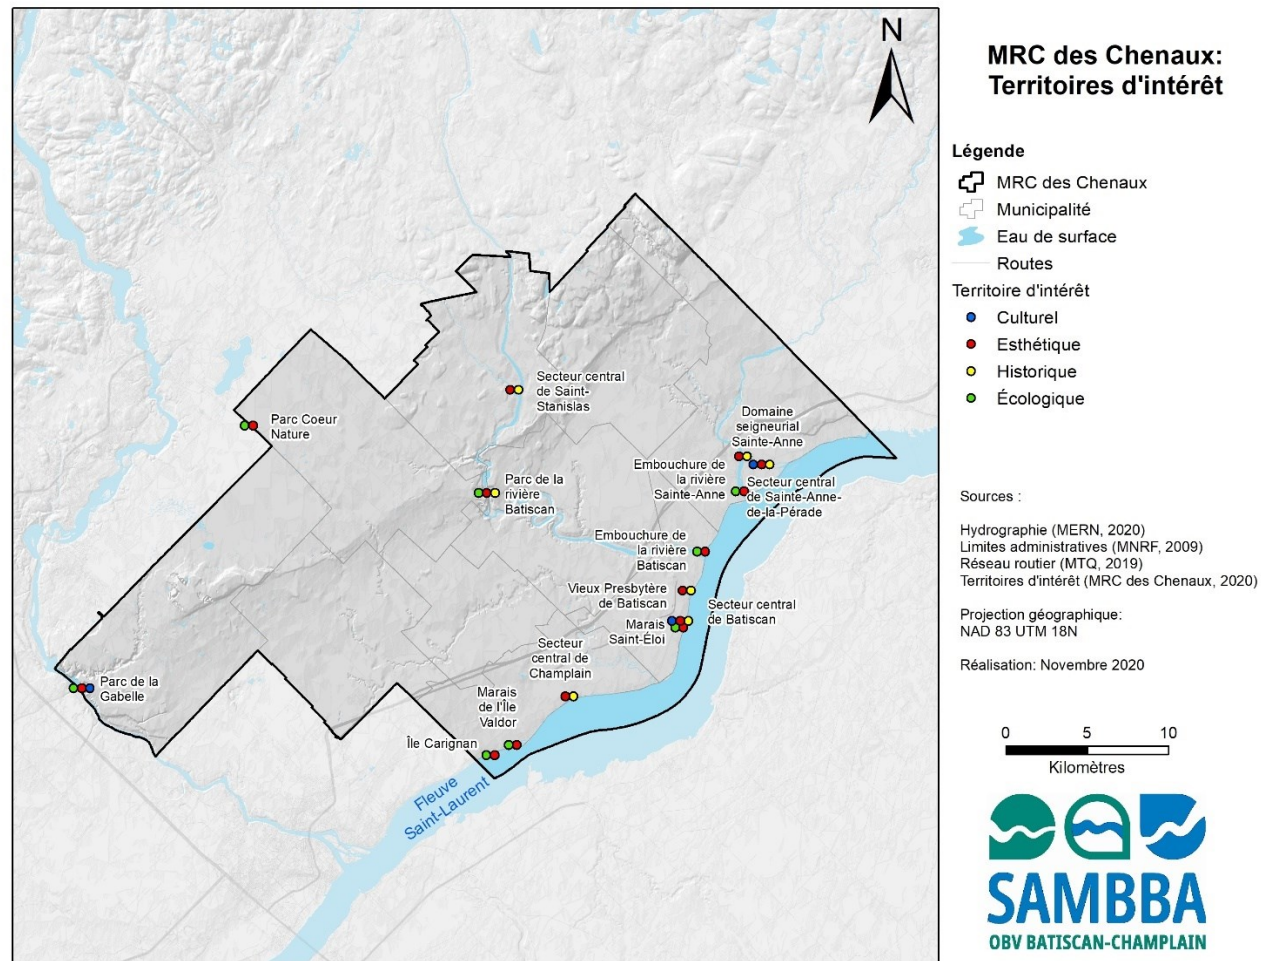 N
MRC des Chenaux:
Territoires d'intérêt
Légende
MRC des Chenaux
Municipalité
Eau de surface
Routes
Territoire d'intérêt
Culturel
Esthétique
Historique
Écologique
Sources :
Hydrographie (MERN, 2020)
Limites administratives (MNRF, 2009)
Réseau routier (MTQ, 2019)
Territoires d'intérêt (MRC des Chenaux, 2020)
Projection géographique:
NAD 83 UTM 18N
Réalisation: Novembre 2020
0 5 10
Kilomètres
SAMBBA
OBV BATISCAN-CHAMPLAIN
Secteur central
de Saint-
Stanislas
Parc Coeur
Nature
Domaine
seigneurial
Sainte-Anne
Embouchure de
la rivière
Sainte-Anne
Secteur central
de Sainte-Anne-
de-la-Pérade
Parc de la
rivière
Batiscan
Embouchure de
la rivière
Batiscan
Vieux Presbytère
de Batiscan
Secteur central
de Batiscan
Marais
Saint-Éloi
Secteur
central de
Champlain
Parc de la
Gabelle
Marais
de l'Île
Valdor
Île Carignan
Fleuve
Saint-Laurent